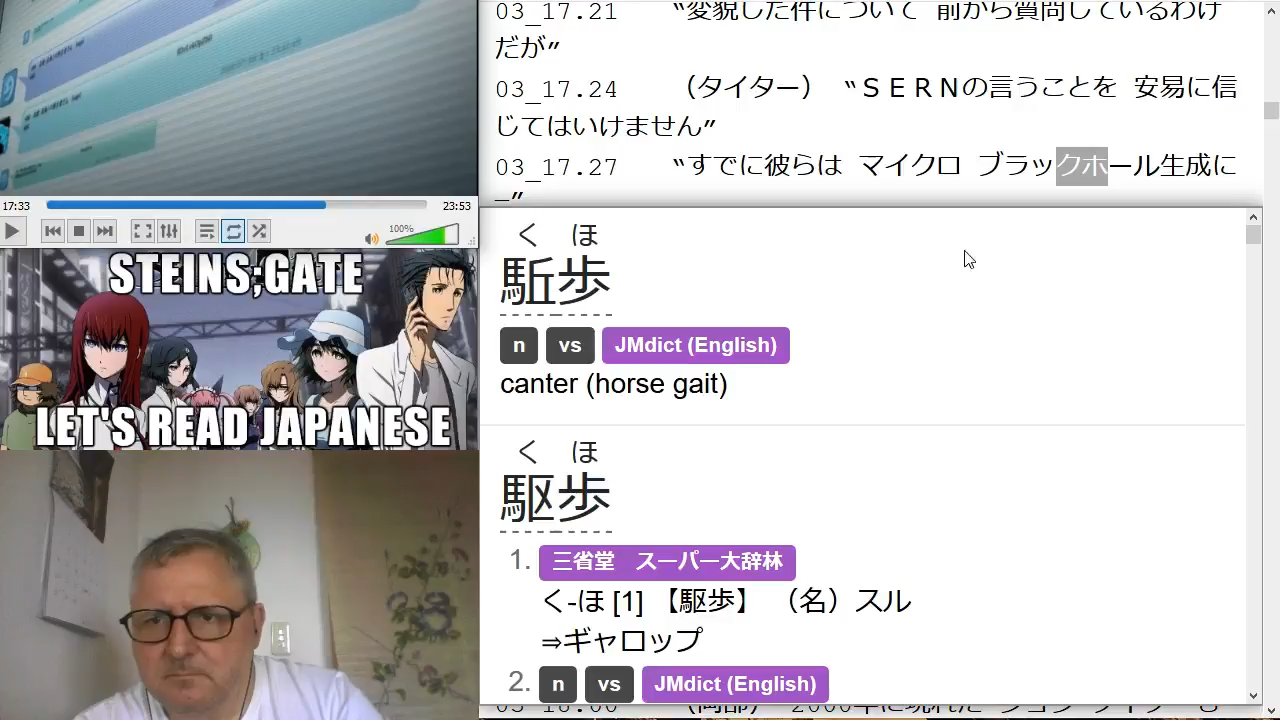 03_17.21 “変貌した件について 前から質問しているわけ
だが”
03_17.24 （タイター） “ＳＥＲＮの言うことを 安易に信
じてはいけません”
03_17.27 “すでに彼らは マイクロ ブラックホール生成に
–”
17:33
23:53
100%
STEINS;GATE
LET'S READ JAPANESE
く ほ
駈歩
n vs JMdict (English)
canter (horse gait)
く ほ
駆歩
1. 三省堂 スーパー大辞林
く-ほ [1] 【駆歩】 （名）スル
⇒ギャロップ
2. n vs JMdict (English)